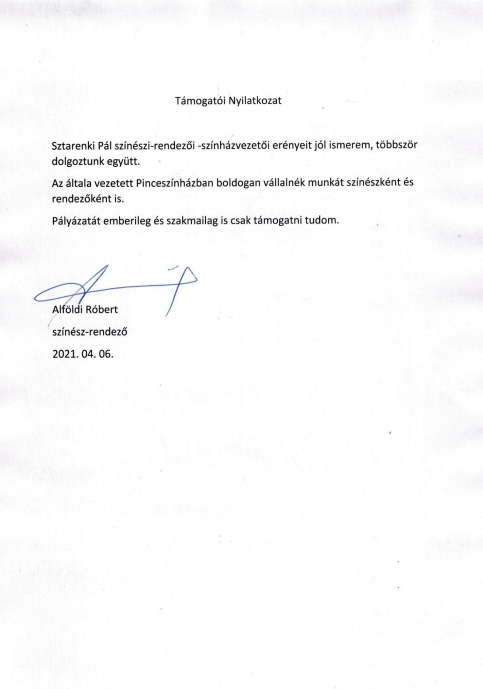 Támogatói Nyilatkozat
Sztarenki Pál színészi-rendezői -színházvezetői erényeit jól ismerem, többször
dolgoztunk együtt.
Az általa vezetett Pinceszínházban boldogan vállalnék munkát színészként és
rendezőként is.
Pályázatát emberileg és szakmailag is csak támogatni tudom.
Alföldi Róbert
színész-rendező
2021. 04. 06.